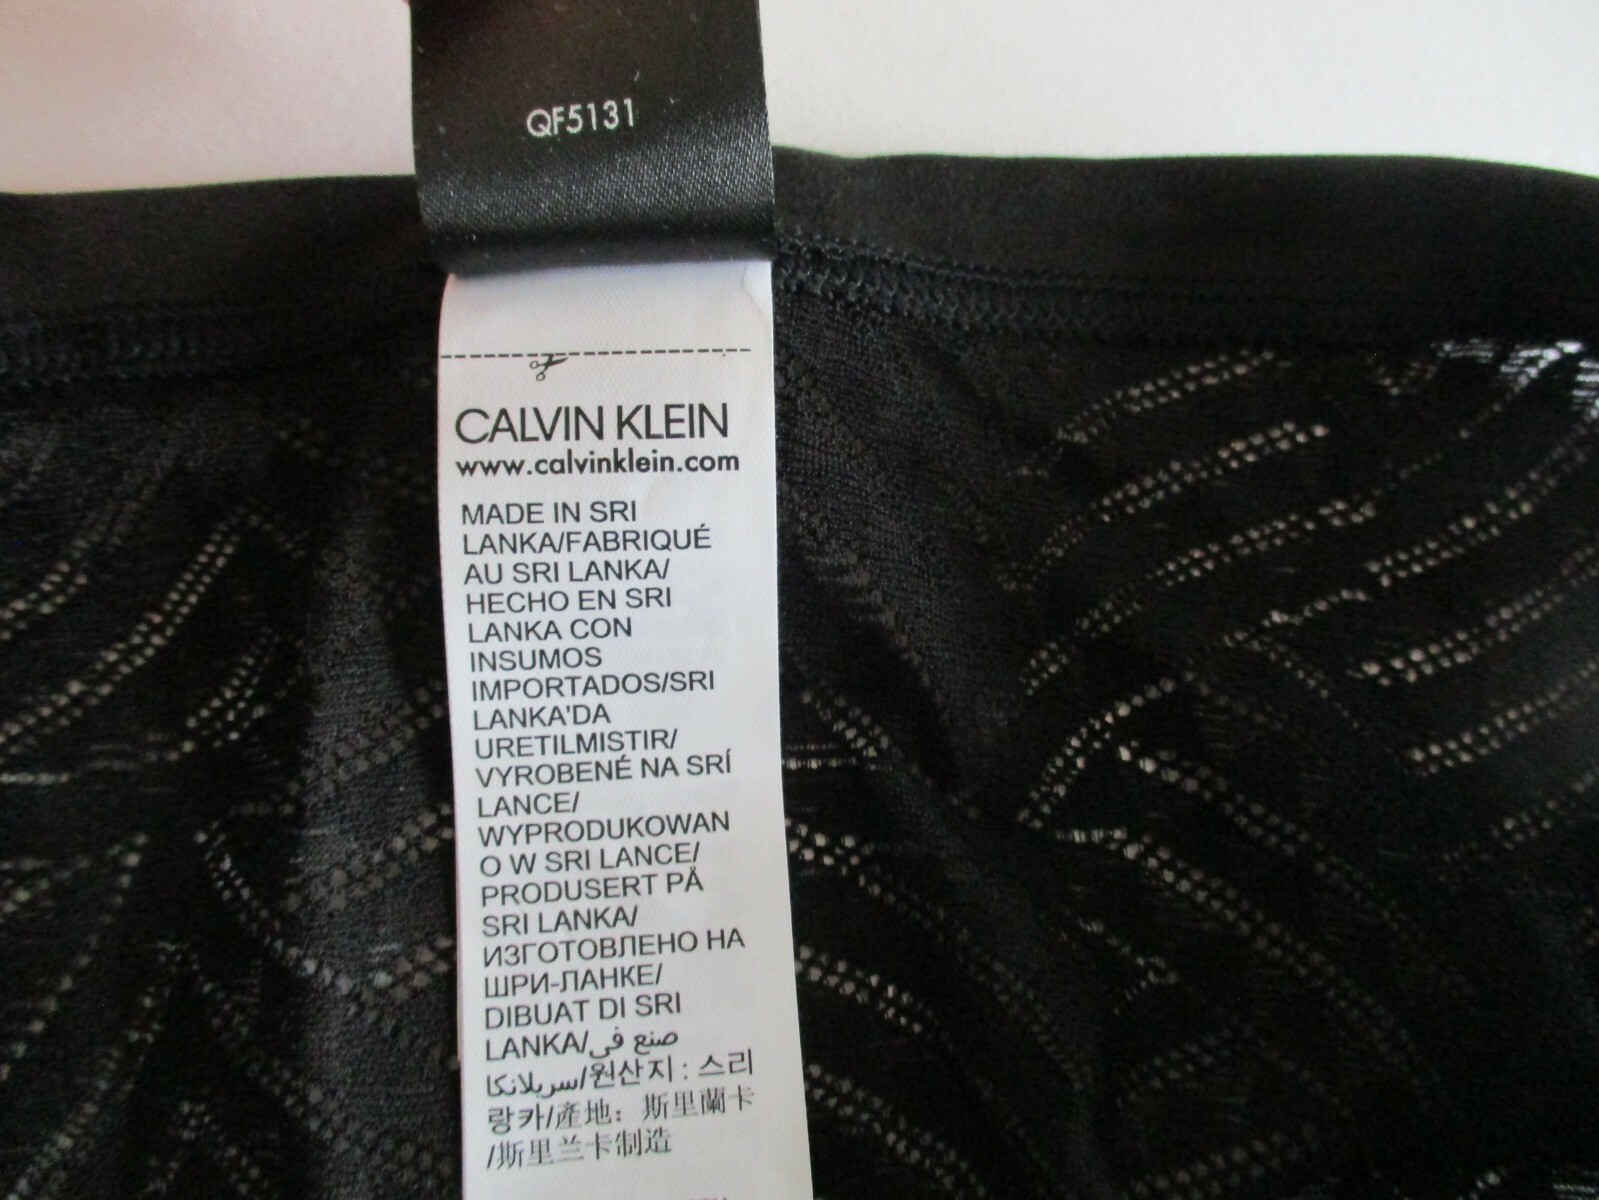 QF5131
CALVIN KLEIN
www.calvinklein.com
MADE IN SRI
LANKA/FABRIQUÉ
AU SRI LANKA/
HECHO EN SRI
LANKA CON
INSUMOS
IMPORTADOS/SRI
LANKA'DA
URETILMISTIR/
VYROBENÉ NA SRÍ
LANCE/
WYPRODUKOWAN
O W SRI LANCE/
PRODUSERT PÅ
SRI LANKA/
ИЗГОТОВЛЕНО НА
ШРИ-ЛАНКЕ/
DIBUAT DI SRI
LANKA/صنع في
سريلانكا/원산지 : 스리
랑카/產地：斯里蘭卡
/斯里兰卡制造